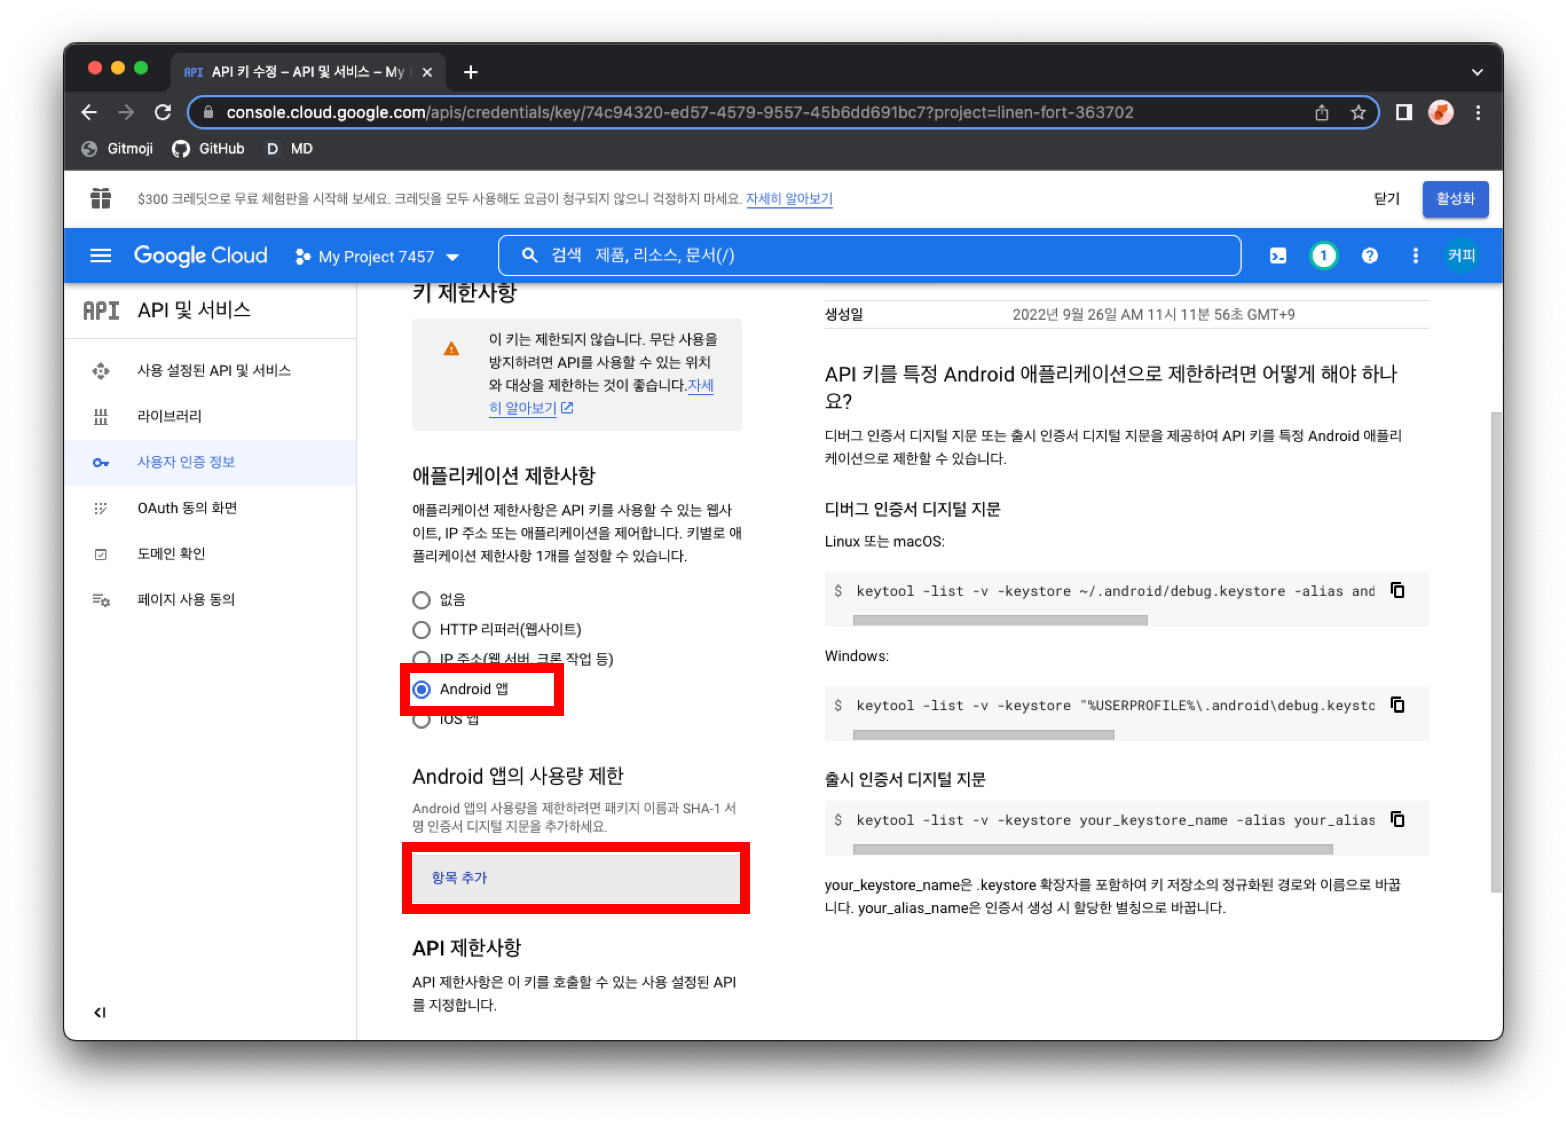 API API 키 수정 – API 및 서비스 – My
console.cloud.google.com/apis/credentials/key/74c94320-ed57-4579-9557-45b6dd691bc7?project=linen-fort-363702
Gitmoji GitHub D MD
$300 크레딧으로 무료 체험판을 시작해 보세요. 크레딧을 모두 사용해도 요금이 청구되지 않으니 걱정하지 마세요. 자세히 알아보기
닫기
활성화
Google Cloud
My Project 7457
검색 제품, 리소스, 문서(/)
1
커피
API API 및 서비스
사용 설정된 API 및 서비스
라이브러리
사용자 인증 정보
OAuth 동의 화면
도메인 확인
페이지 사용 동의
키 제한사항
이 키는 제한되지 않습니다. 무단 사용을
방지하려면 API를 사용할 수 있는 위치
와 대상을 제한하는 것이 좋습니다.자세
히 알아보기
애플리케이션 제한사항
애플리케이션 제한사항은 API 키를 사용할 수 있는 웹사
이트, IP 주소 또는 애플리케이션을 제어합니다. 키별로 애
플리케이션 제한사항 1개를 설정할 수 있습니다.
없음
HTTP 리퍼러(웹사이트)
IP 주소(웹 서버, 크론 작업 등)
Android 앱
iOS 앱
Android 앱의 사용량 제한
Android 앱의 사용량을 제한하려면 패키지 이름과 SHA-1 서
명 인증서 디지털 지문을 추가하세요.
항목 추가
API 제한사항
API 제한사항은 이 키를 호출할 수 있는 사용 설정된 API
를 지정합니다.
생성일 2022년 9월 26일 AM 11시 11분 56초 GMT+9
API 키를 특정 Android 애플리케이션으로 제한하려면 어떻게 해야 하나
요?
디버그 인증서 디지털 지문 또는 출시 인증서 디지털 지문을 제공하여 API 키를 특정 Android 애플리
케이션으로 제한할 수 있습니다.
디버그 인증서 디지털 지문
Linux 또는 macOS:
$ keytool -list -v -keystore ~/.android/debug.keystore -alias and
Windows:
$ keytool -list -v -keystore "%USERPROFILE%\.android\debug.keysto
출시 인증서 디지털 지문
$ keytool -list -v -keystore your_keystore_name -alias your_alias
your_keystore_name은 .keystore 확장자를 포함하여 키 저장소의 정규화된 경로와 이름으로 바꿉
니다. your_alias_name은 인증서 생성 시 할당한 별칭으로 바꿉니다.